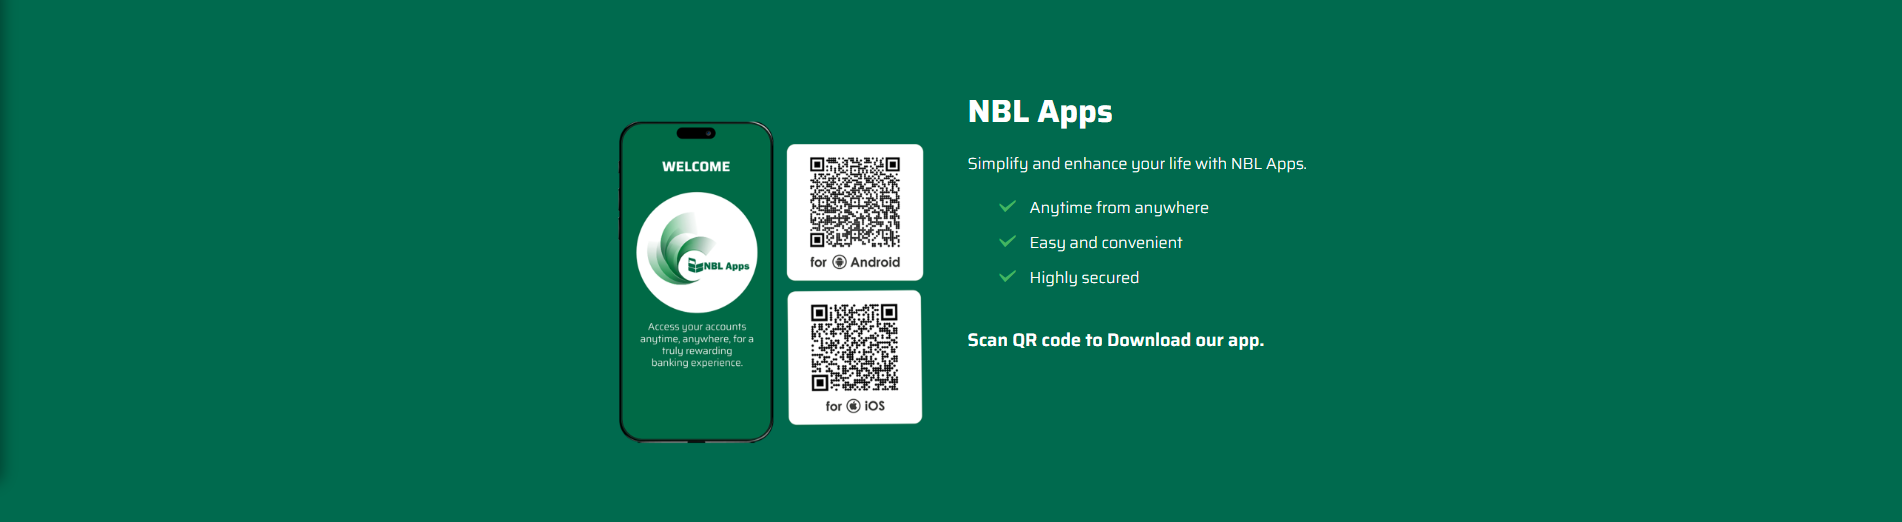 WELCOME
NBL Apps
Access your accounts
anytime, anywhere, for a
truly rewarding
banking experience.
for Android
for iOS
NBL Apps
Simplify and enhance your life with NBL Apps.
Anytime from anywhere
Easy and convenient
Highly secured
Scan QR code to Download our app.